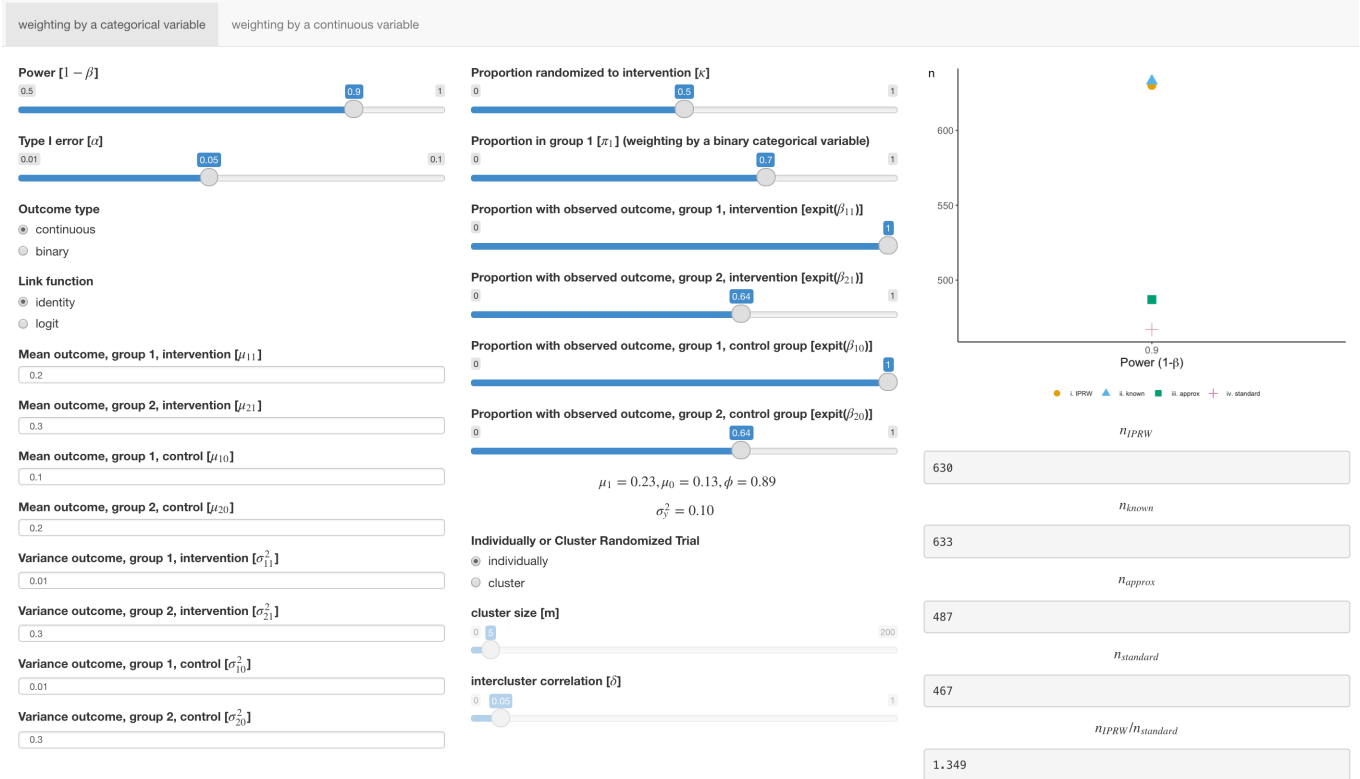 weighting by a categorical variable
weighting by a continuous variable
Power [1 − β]
0.5 0.9 1
Type I error [α]
0.01 0.05 0.1
Outcome type
continuous
binary
Link function
identity
logit
Mean outcome, group 1, intervention [μ₁₁]
0.2
Mean outcome, group 2, intervention [μ₂₁]
0.3
Mean outcome, group 1, control [μ₁₀]
0.1
Mean outcome, group 2, control [μ₂₀]
0.2
Variance outcome, group 1, intervention [σ²₁₁]
0.01
Variance outcome, group 2, intervention [σ²₂₁]
0.3
Variance outcome, group 1, control [σ²₁₀]
0.01
Variance outcome, group 2, control [σ²₂₀]
0.3
Proportion randomized to intervention [κ]
0 0.5 1
Proportion in group 1 [π₁] (weighting by a binary categorical variable)
0 0.7 1
Proportion with observed outcome, group 1, intervention [expit(β₁₁)]
0 1
Proportion with observed outcome, group 2, intervention [expit(β₂₁)]
0 0.64 1
Proportion with observed outcome, group 1, control group [expit(β₁₀)]
0 1
Proportion with observed outcome, group 2, control group [expit(β₂₀)]
0 0.64 1
μ₁ = 0.23, μ₀ = 0.13, ϕ = 0.89
σ²y = 0.10
Individually or Cluster Randomized Trial
individually
cluster
cluster size [m]
0 5 200
intercluster correlation [δ]
0 0.05 1
n
600
550
500
0.9
Power (1-β)
i. IPRW ii. known iii. approx iv. standard
n_IPRW
630
n_known
633
n_approx
487
n_standard
467
n_IPRW/n_standard
1.349